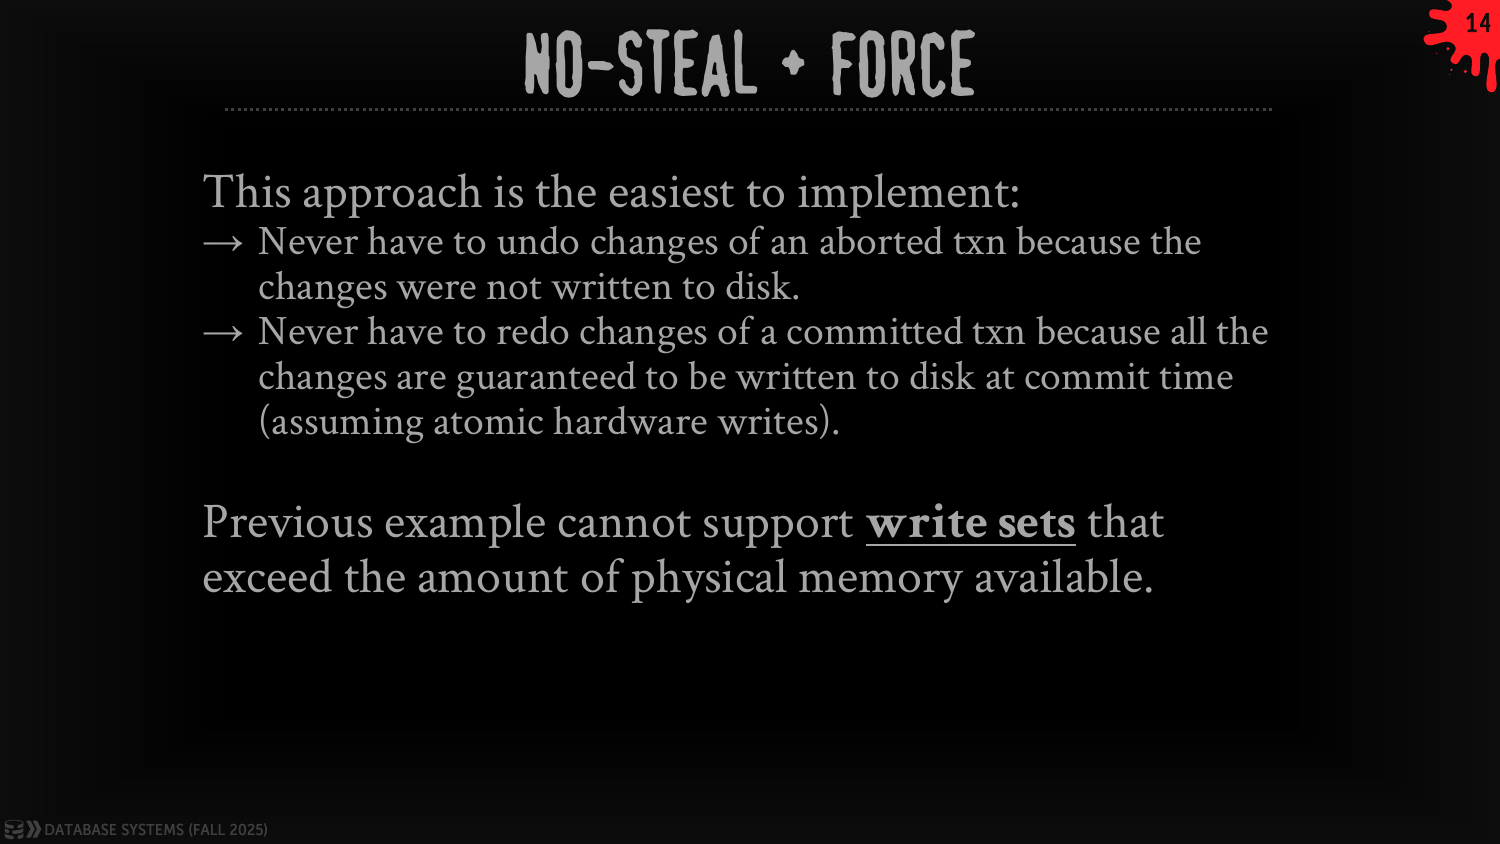 14
NO-STEAL + FORCE
This approach is the easiest to implement:
→ Never have to undo changes of an aborted txn because the
changes were not written to disk.
→ Never have to redo changes of a committed txn because all the
changes are guaranteed to be written to disk at commit time
(assuming atomic hardware writes).
Previous example cannot support write sets that
exceed the amount of physical memory available.
DATABASE SYSTEMS (FALL 2025)